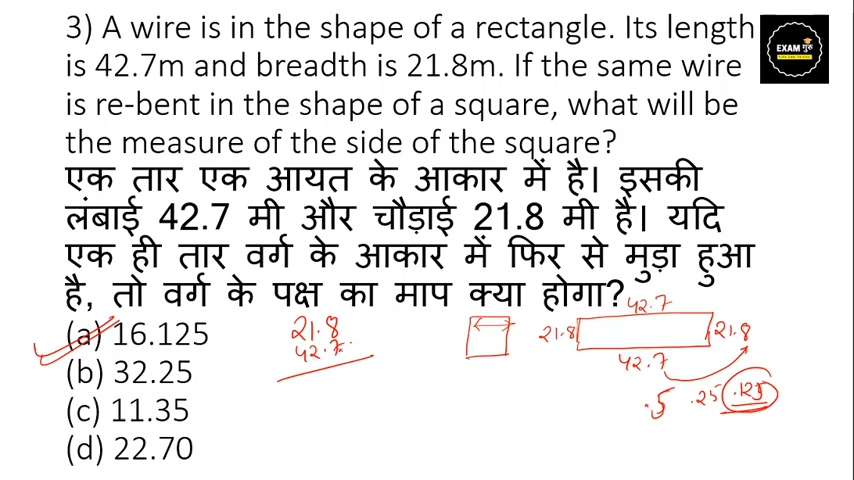 3) A wire is in the shape of a rectangle. Its length
is 42.7m and breadth is 21.8m. If the same wire
is re-bent in the shape of a square, what will be
the measure of the side of the square?
एक तार एक आयत के आकार में है। इसकी
लंबाई 42.7 मी और चौड़ाई 21.8 मी है। यदि
एक ही तार वर्ग के आकार में फिर से मुड़ा हुआ
है, तो वर्ग के पक्ष का माप क्या होगा?
(a) 16.125
(b) 32.25
(c) 11.35
(d) 22.70
21.8
42.7
42.7
21.8
21.8
42.7
.5 .25 .125
EXAM गुरु